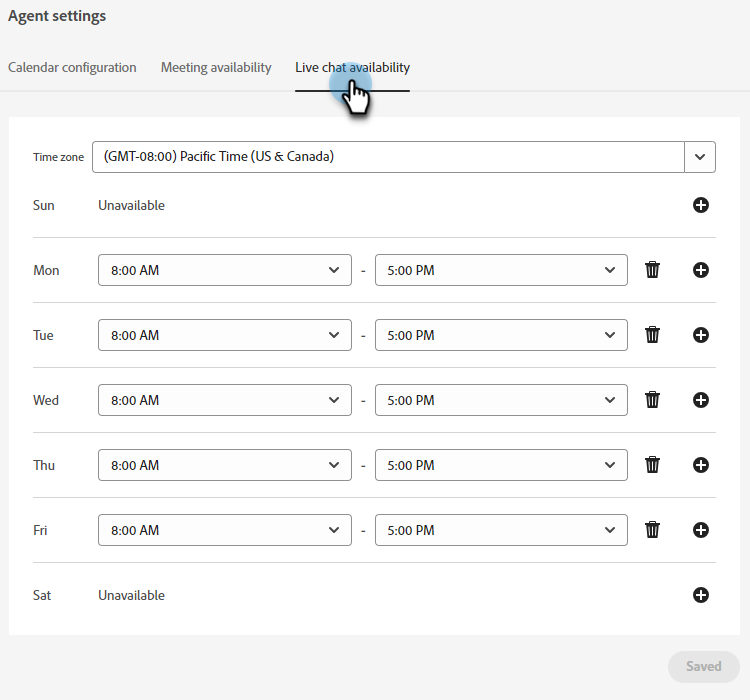 Agent settings
Calendar configuration Meeting availability Live chat availability
Time zone (GMT-08:00) Pacific Time (US & Canada)
Sun Unavailable
Mon 8:00 AM - 5:00 PM
Tue 8:00 AM - 5:00 PM
Wed 8:00 AM - 5:00 PM
Thu 8:00 AM - 5:00 PM
Fri 8:00 AM - 5:00 PM
Sat Unavailable
Saved